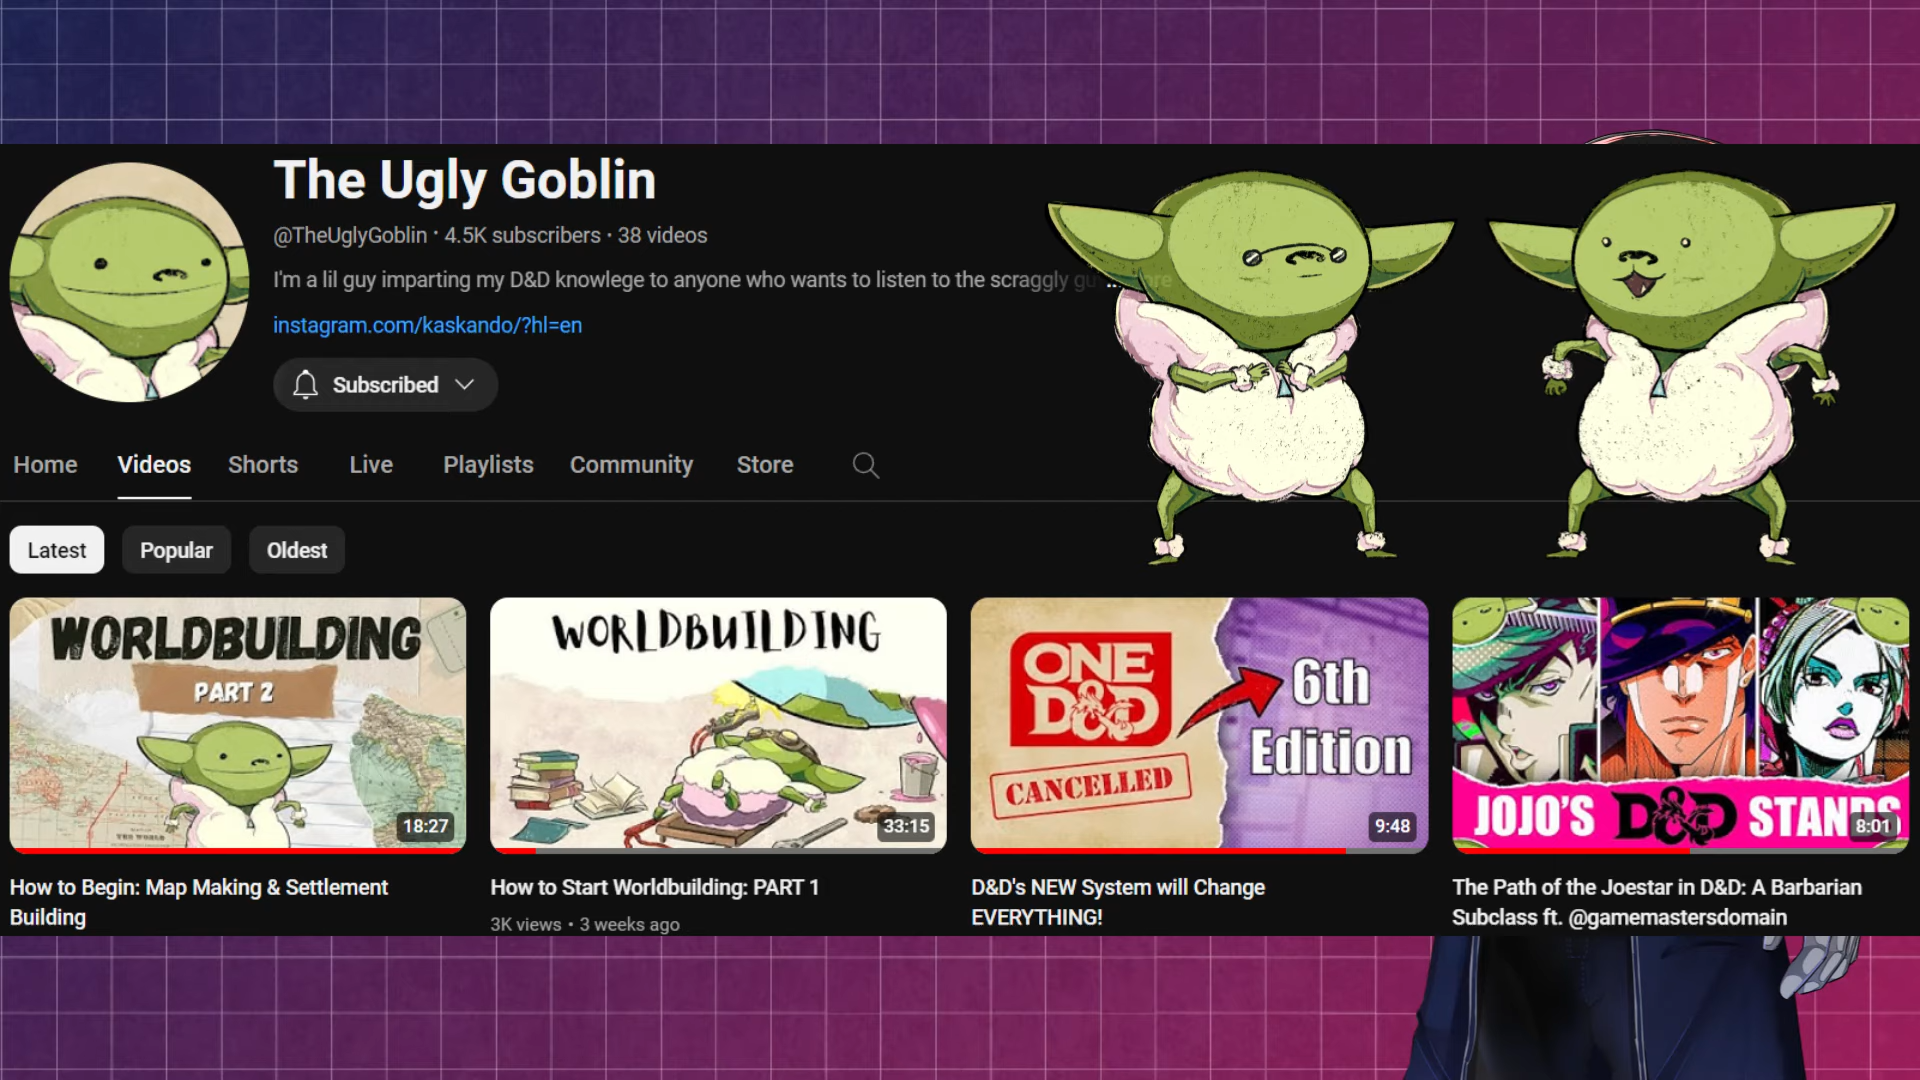 The Ugly Goblin
@TheUglyGoblin · 4.5K subscribers · 38 videos
I'm a lil guy imparting my D&D knowlege to anyone who wants to listen to the scraggly
instagram.com/kaskando/?hl=en
Subscribed
Home Videos Shorts Live Playlists Community Store
Latest Popular Oldest
WORLDBUILDING
PART 2
THE WORLD
18:27
WORLDBUILDING
33:15
ONE
D&D
CANCELLED
6th
Edition
9:48
JOJO'S D&D STANDS
8:01
How to Begin: Map Making & Settlement
Building
How to Start Worldbuilding: PART 1
3K views · 3 weeks ago
D&D's NEW System will Change
EVERYTHING!
The Path of the Joestar in D&D: A Barbarian
Subclass ft. @gamemastersdomain